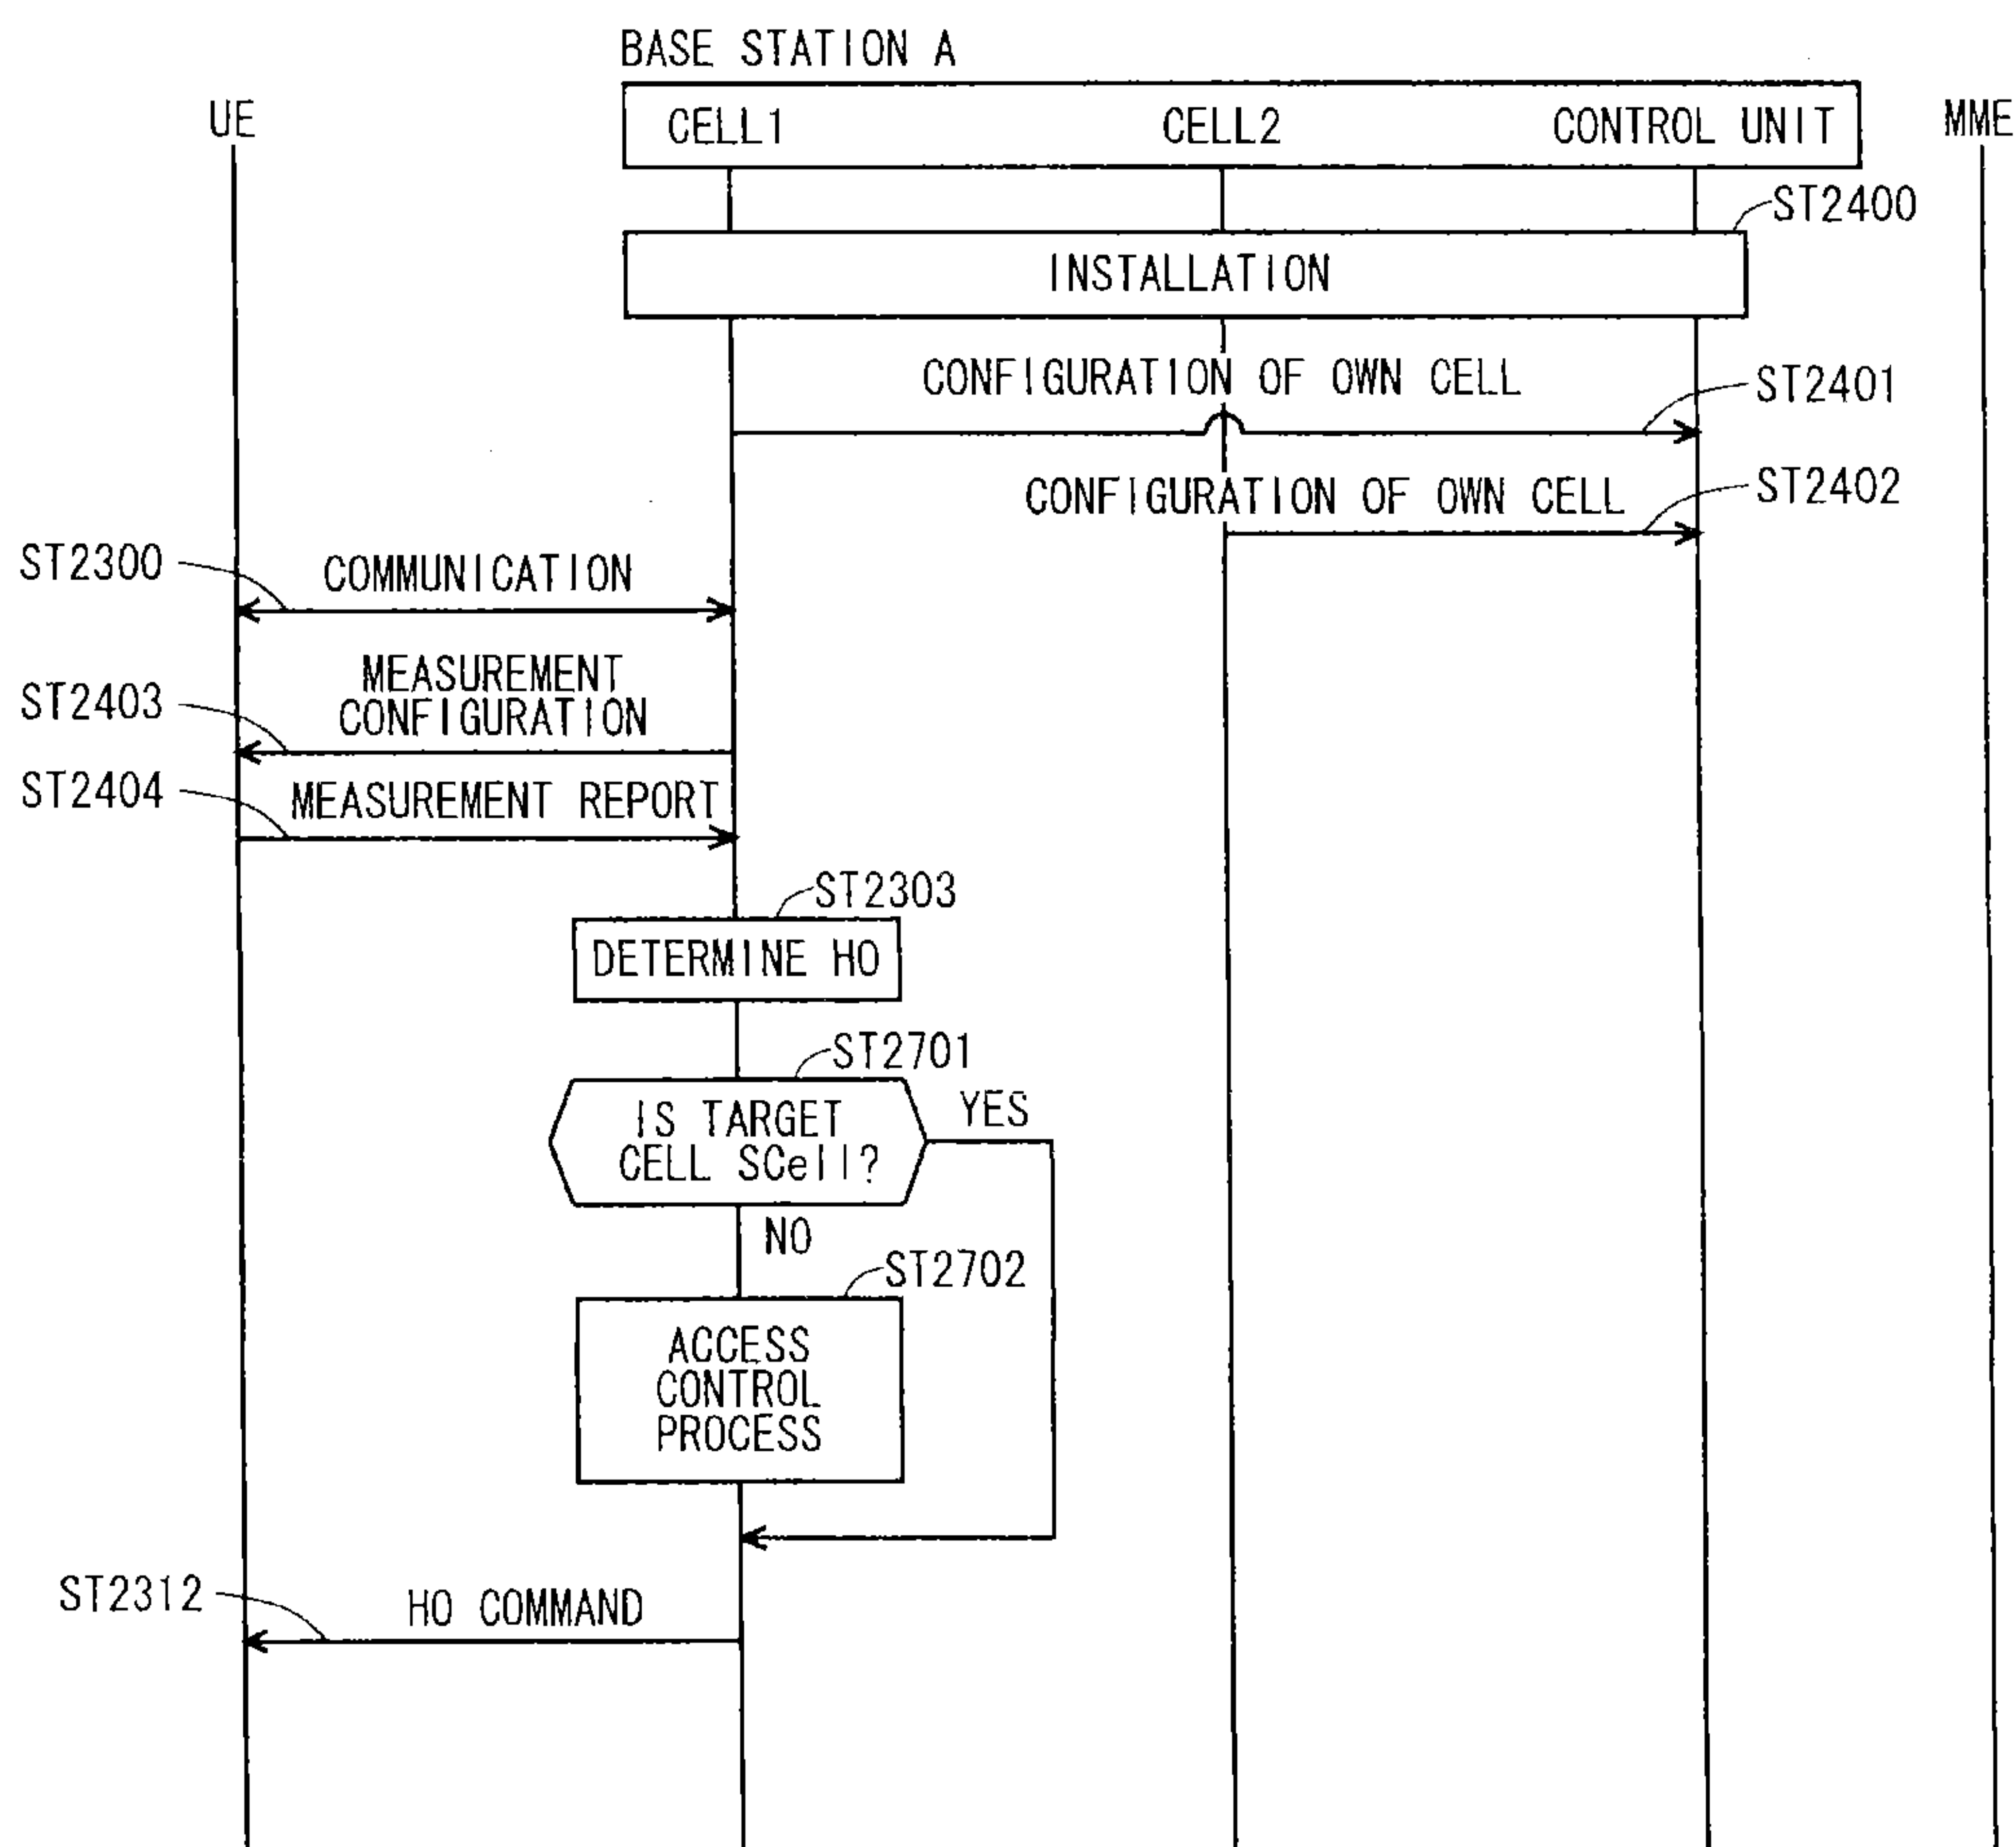 BASE STATION A
UE
CELL1
CELL2
CONTROL UNIT
MME
ST2400
INSTALLATION
CONFIGURATION OF OWN CELL
ST2401
CONFIGURATION OF OWN CELL
ST2402
ST2300
COMMUNICATION
MEASUREMENT
CONFIGURATION
ST2403
ST2404
MEASUREMENT REPORT
ST2303
DETERMINE HO
ST2701
IS TARGET
CELL SCell?
YES
NO
ST2702
ACCESS
CONTROL
PROCESS
ST2312
HO COMMAND